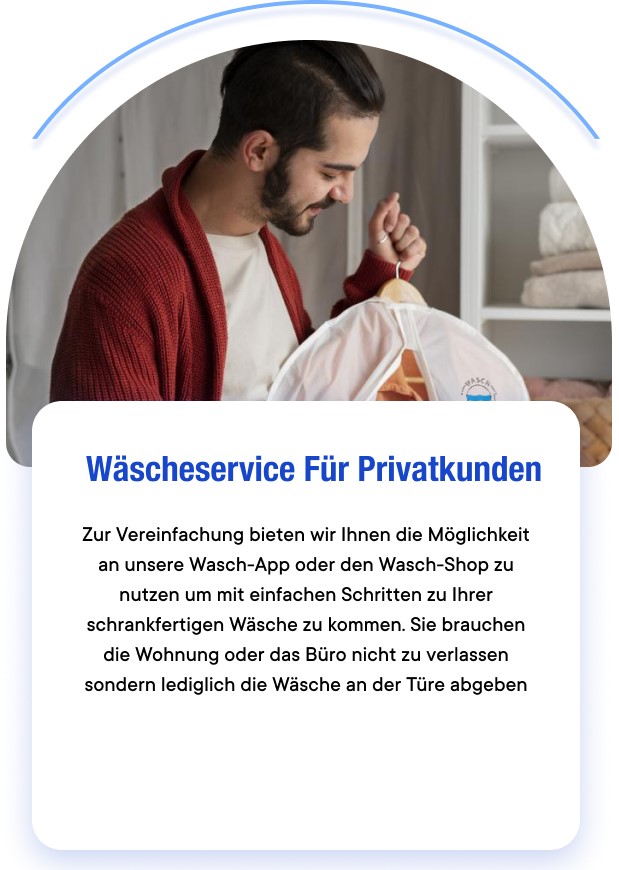 WASCH
Wäscheservice Für Privatkunden
Zur Vereinfachung bieten wir Ihnen die Möglichkeit
an unsere Wasch-App oder den Wasch-Shop zu
nutzen um mit einfachen Schritten zu Ihrer
schrankfertigen Wäsche zu kommen. Sie brauchen
die Wohnung oder das Büro nicht zu verlassen
sondern lediglich die Wäsche an der Türe abgeben